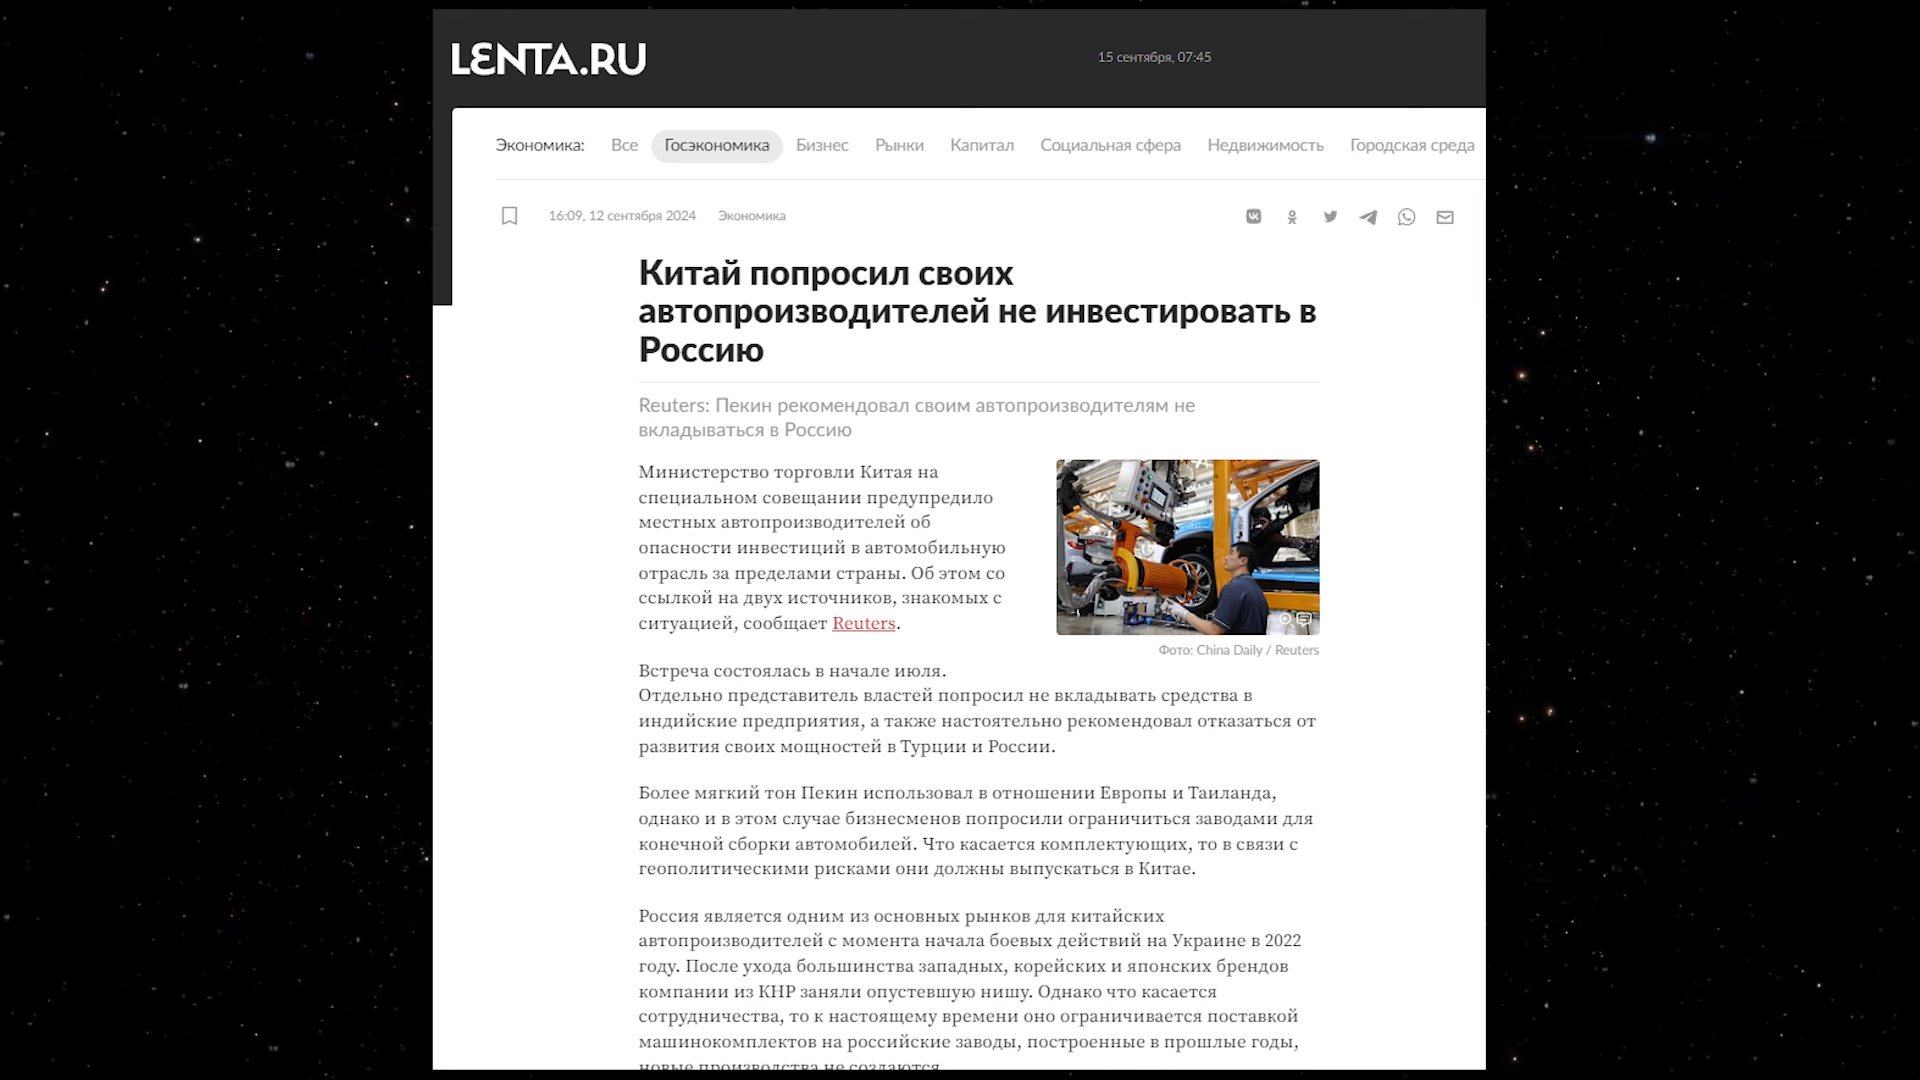 LENTA.RU
15 сентября, 07:45
Экономика: Все Госэкономика Бизнес Рынки Капитал Социальная сфера Недвижимость Городская среда
16:09, 12 сентября 2024 Экономика
Китай попросил своих
автопроизводителей не инвестировать в
Россию
Reuters: Пекин рекомендовал своим автопроизводителям не
вкладываться в Россию
Министерство торговли Китая на
специальном совещании предупредило
местных автопроизводителей об
опасности инвестиций в автомобильную
отрасль за пределами страны. Об этом со
ссылкой на двух источников, знакомых с
ситуацией, сообщает Reuters.
Фото: China Daily / Reuters
Встреча состоялась в начале июля.
Отдельно представитель властей попросил не вкладывать средства в
индийские предприятия, а также настоятельно рекомендовал отказаться от
развития своих мощностей в Турции и России.
Более мягкий тон Пекин использовал в отношении Европы и Таиланда,
однако и в этом случае бизнесменов попросили ограничиться заводами для
конечной сборки автомобилей. Что касается комплектующих, то в связи с
геополитическими рисками они должны выпускаться в Китае.
Россия является одним из основных рынков для китайских
автопроизводителей с момента начала боевых действий на Украине в 2022
году. После ухода большинства западных, корейских и японских брендов
компании из КНР заняли опустевшую нишу. Однако что касается
сотрудничества, то к настоящему времени оно ограничивается поставкой
машинокомплектов на российские заводы, построенные в прошлые годы,
новые производства не создаются.